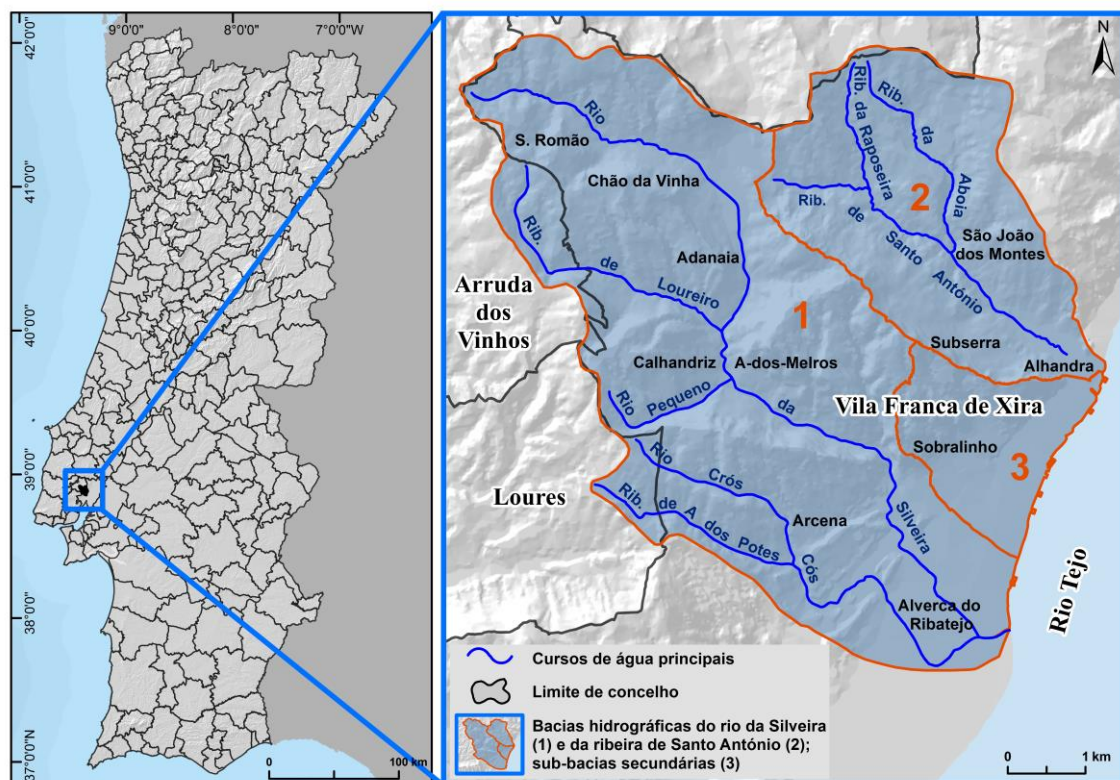 9°0'0"
8°0'0"
7°0'0"W
42°0'0"
41°0'0"
40°0'0"
39°0'0"
38°0'0"
37°0'0"N
0
100 km
N
Rio
S. Romão
Chão da Vinha
Adanaia
Rib.
de
Loureiro
Arruda
dos
Vinhos
Rib. da Raposeira
Rib.
da
Aboia
2
Rib.
de
Santo
António
São João
dos Montes
1
Subserra
Alhandra
Calhandriz
A-dos-Melros
Rio
Pequeno
da
Silveira
Vila Franca de Xira
Sobralinho
3
Loures
Rio
Crós
Cós
Rib.
de
A dos
Potes
Arcena
Alverca do
Ribatejo
Rio Tejo
Cursos de água principais
Limite de concelho
Bacias hidrográficas do rio da Silveira
(1) e da ribeira de Santo António (2);
sub-bacias secundárias (3)
0
1 km